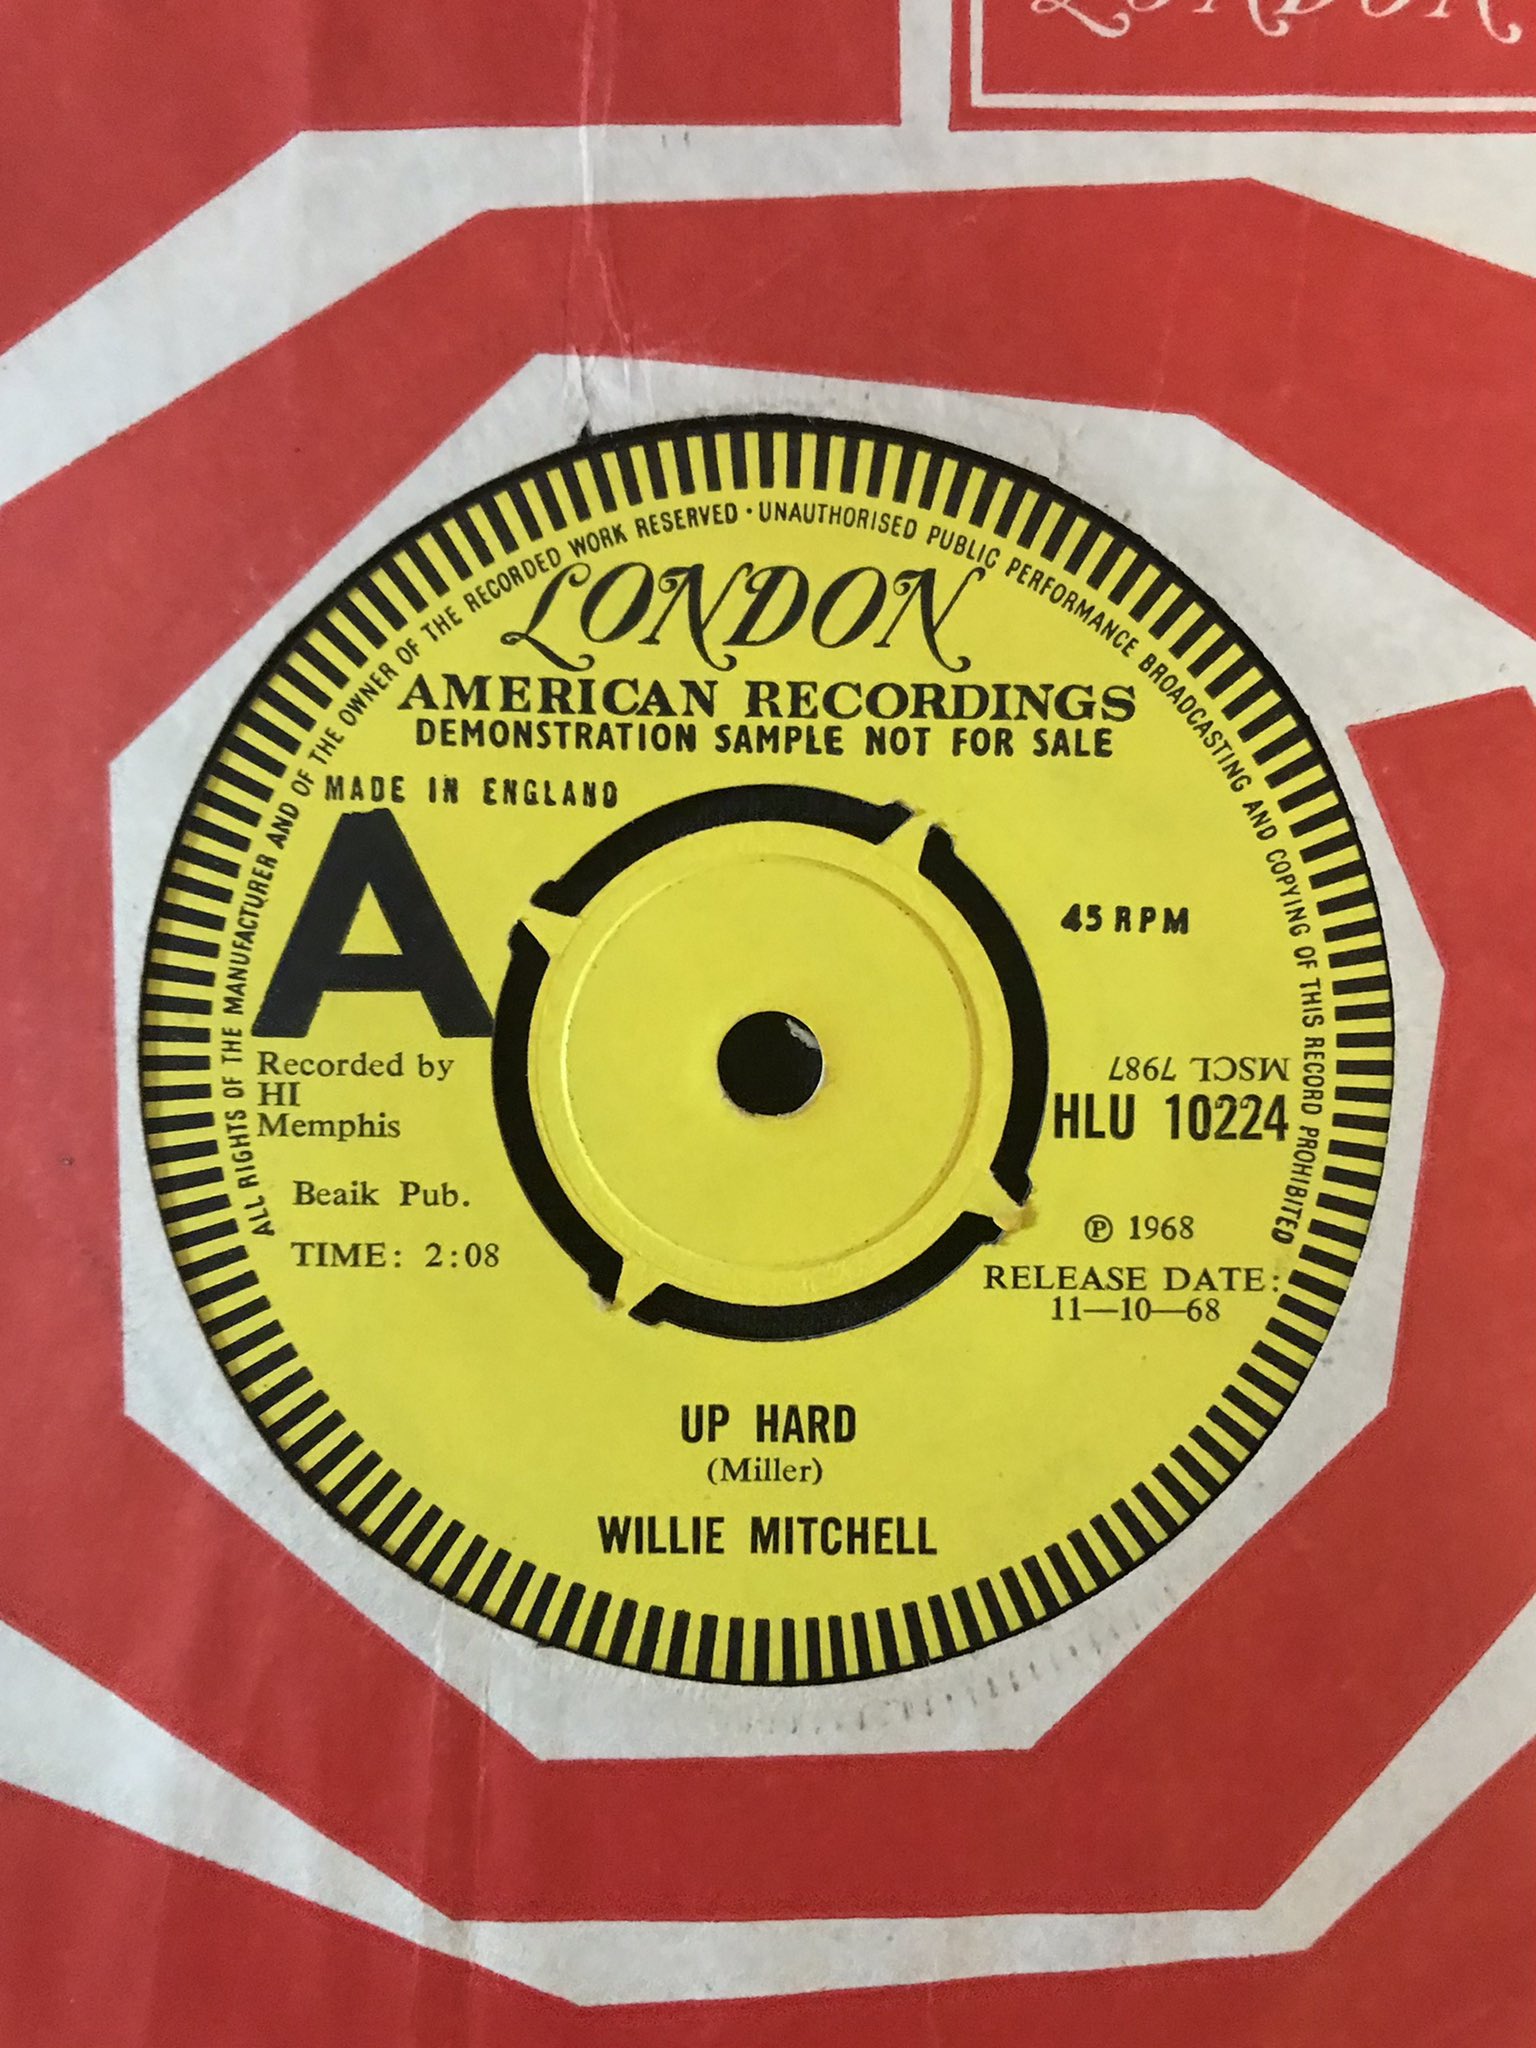 LONDON
ALL RIGHTS OF THE MANUFACTURER AND OF THE OWNER OF THE RECORDED WORK RESERVED · UNAUTHORISED PUBLIC PERFORMANCE BROADCASTING AND COPYING OF THIS RECORD PROHIBITED
LONDON
AMERICAN RECORDINGS
DEMONSTRATION SAMPLE NOT FOR SALE
MADE IN ENGLAND
A
45 RPM
Recorded by
HI
Memphis
Beaik Pub.
TIME: 2:08
MSCL 7987
HLU 10224
℗ 1968
RELEASE DATE:
11—10—68
UP HARD
(Miller)
WILLIE MITCHELL